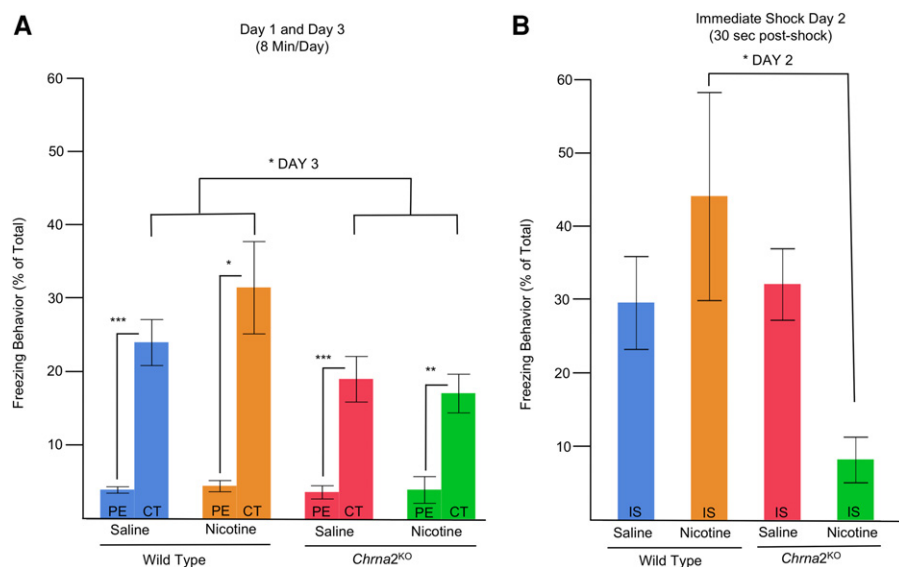 A
Day 1 and Day 3
(8 Min/Day)
Freezing Behavior (% of Total)
60
50
40
30
20
10
* DAY 3
***
*
***
**
PE CT PE CT PE CT PE CT
Saline Nicotine Saline Nicotine
Wild Type Chrna2KO
B
Immediate Shock Day 2
(30 sec post-shock)
* DAY 2
Freezing Behavior (% of Total)
60
50
40
30
20
10
IS IS IS IS
Saline Nicotine Saline Nicotine
Wild Type Chrna2KO